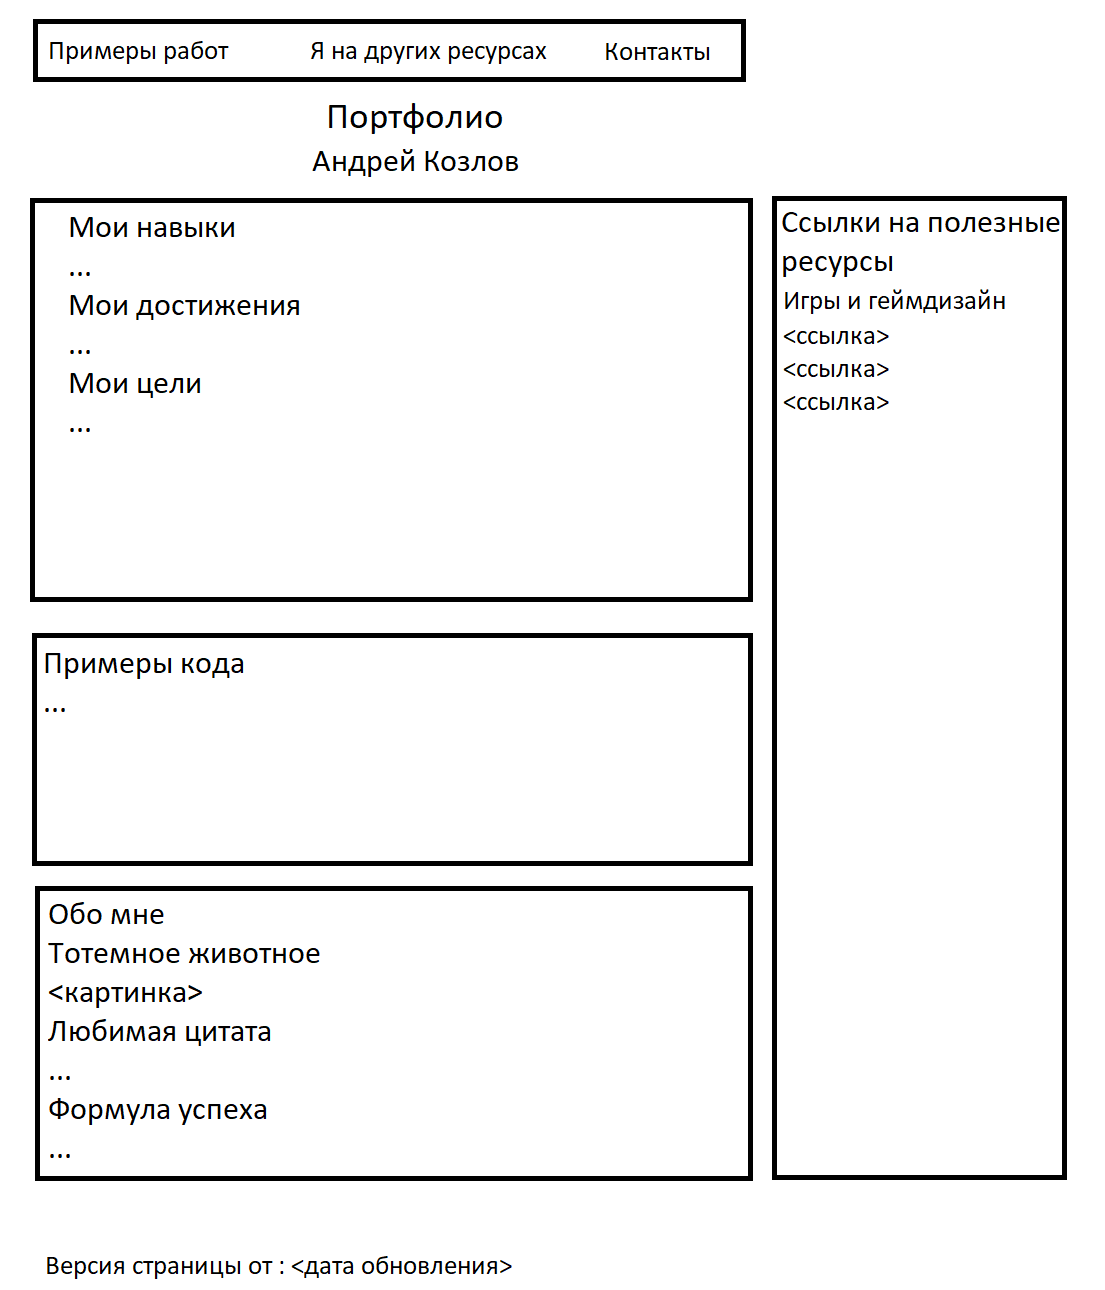 Примеры работ Я на других ресурсах Контакты
Портфолио
Андрей Козлов
Мои навыки
...
Мои достижения
...
Мои цели
...
Примеры кода
...
Обо мне
Тотемное животное
<картинка>
Любимая цитата
...
Формула успеха
...
Ссылки на полезные
ресурсы
Игры и геймдизайн
<ссылка>
<ссылка>
<ссылка>
Версия страницы от : <дата обновления>